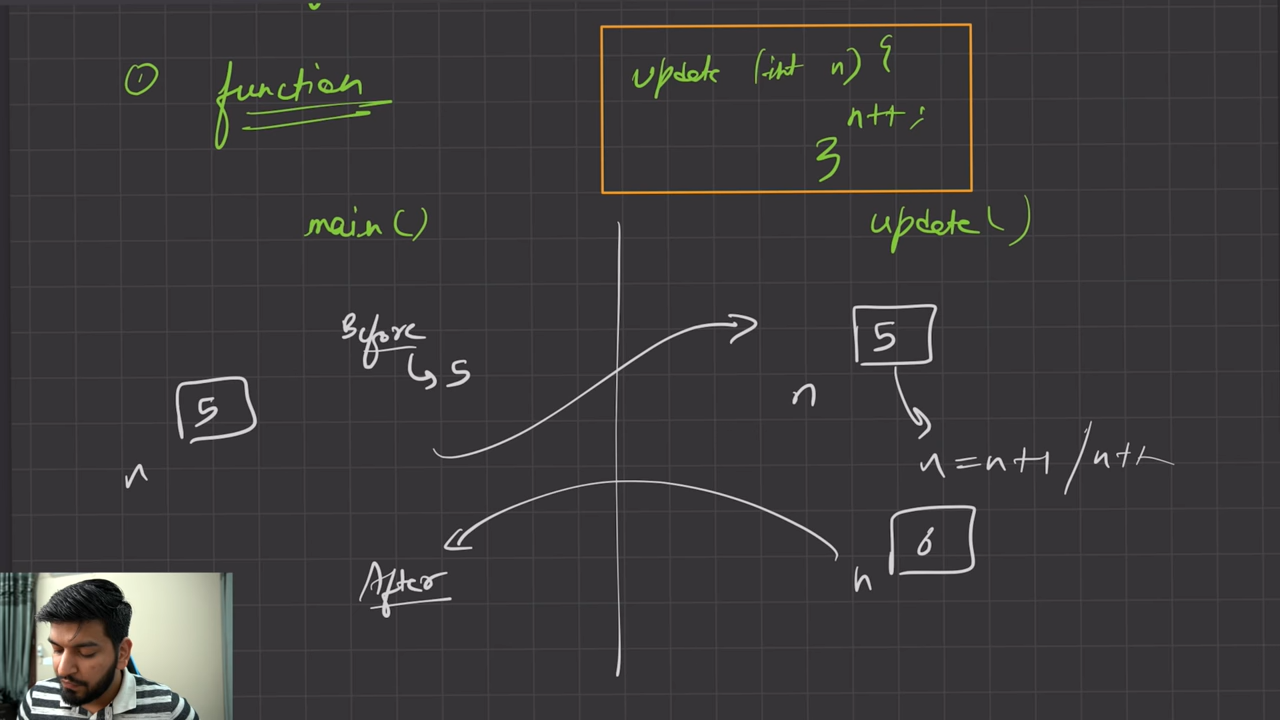 ① function
update (int n) {
n++;
}
main()
update()
Before
↳ 5
5
n
5
n
n = n+1 / n++
6
n
After